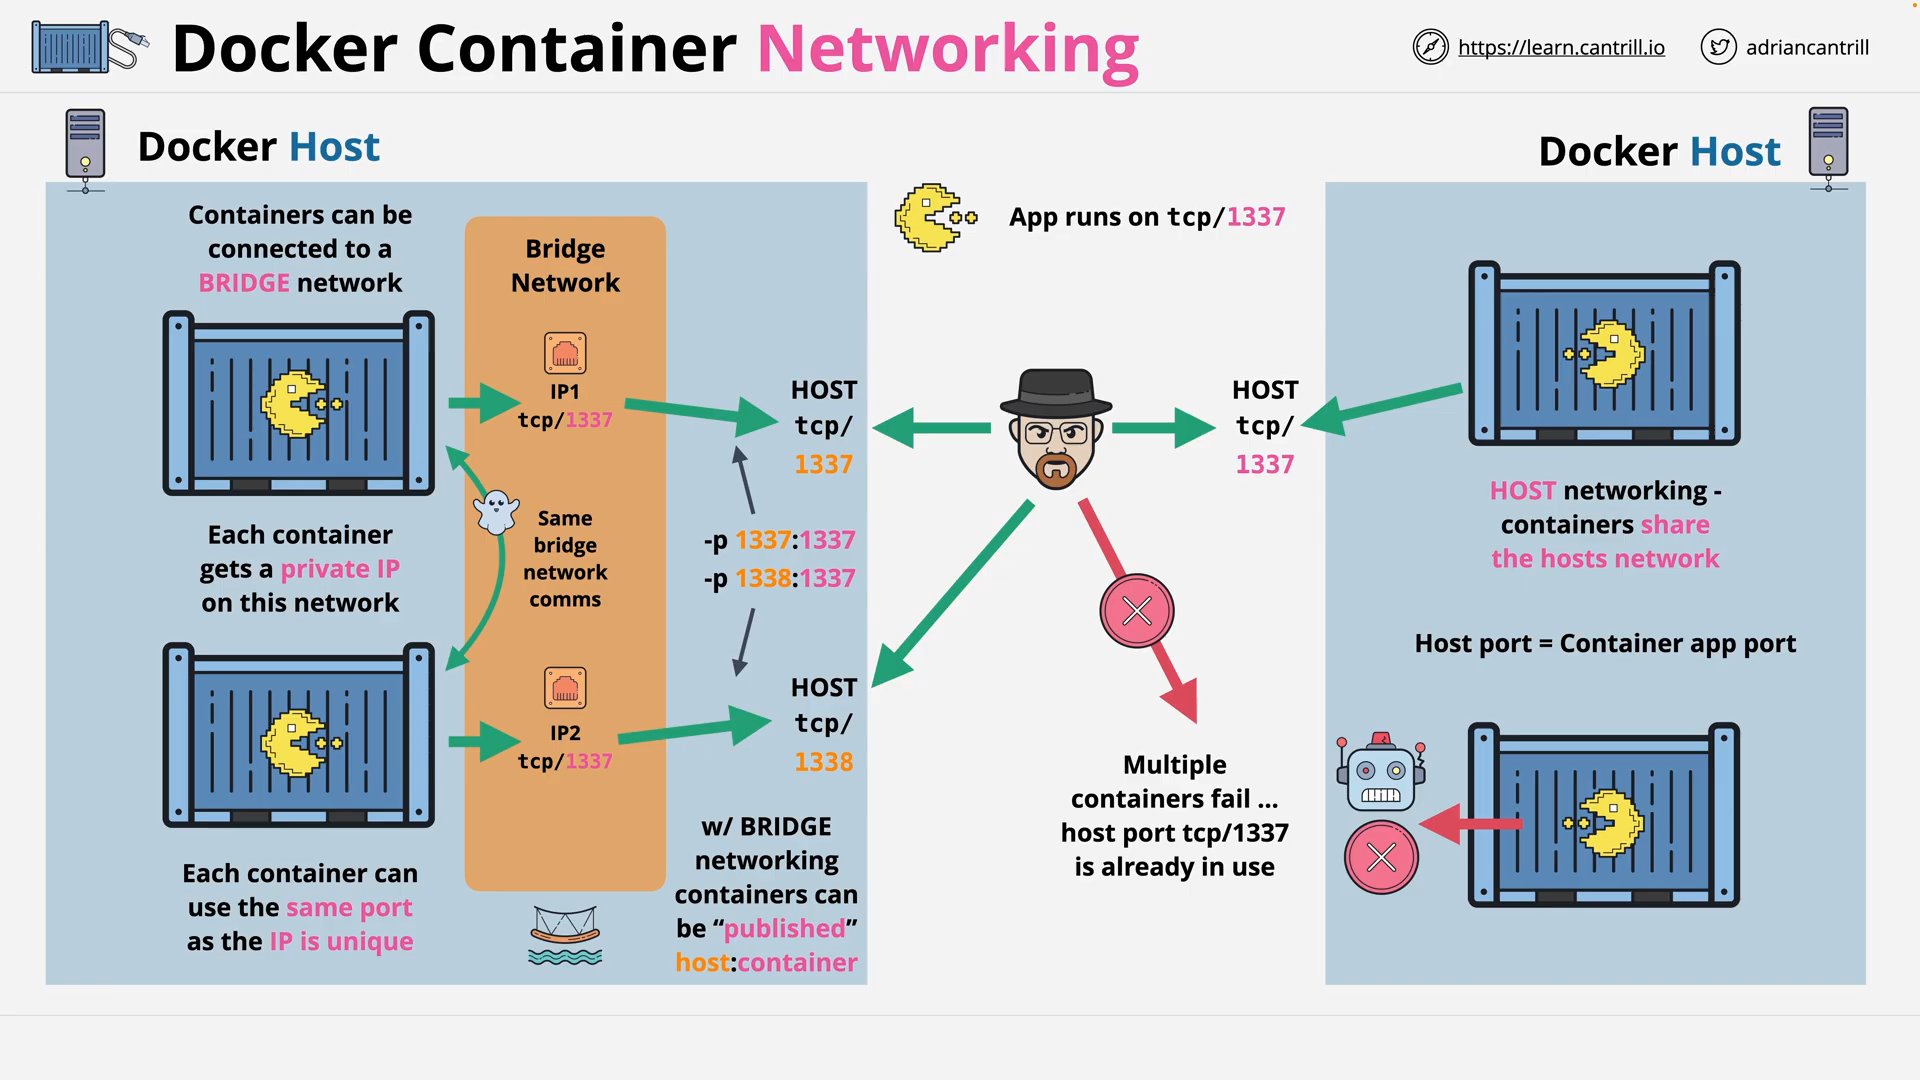 Docker Container Networking
https://learn.cantrill.io
adriancantrill
Docker Host
Containers can be
connected to a
BRIDGE network
Each container
gets a private IP
on this network
Each container can
use the same port
as the IP is unique
Bridge
Network
IP1
tcp/1337
Same
bridge
network
comms
IP2
tcp/1337
HOST
tcp/
1337
-p 1337:1337
-p 1338:1337
HOST
tcp/
1338
w/ BRIDGE
networking
containers can
be “published”
host:container
App runs on tcp/1337
HOST
tcp/
1337
Multiple
containers fail ...
host port tcp/1337
is already in use
Docker Host
HOST networking -
containers share
the hosts network
Host port = Container app port